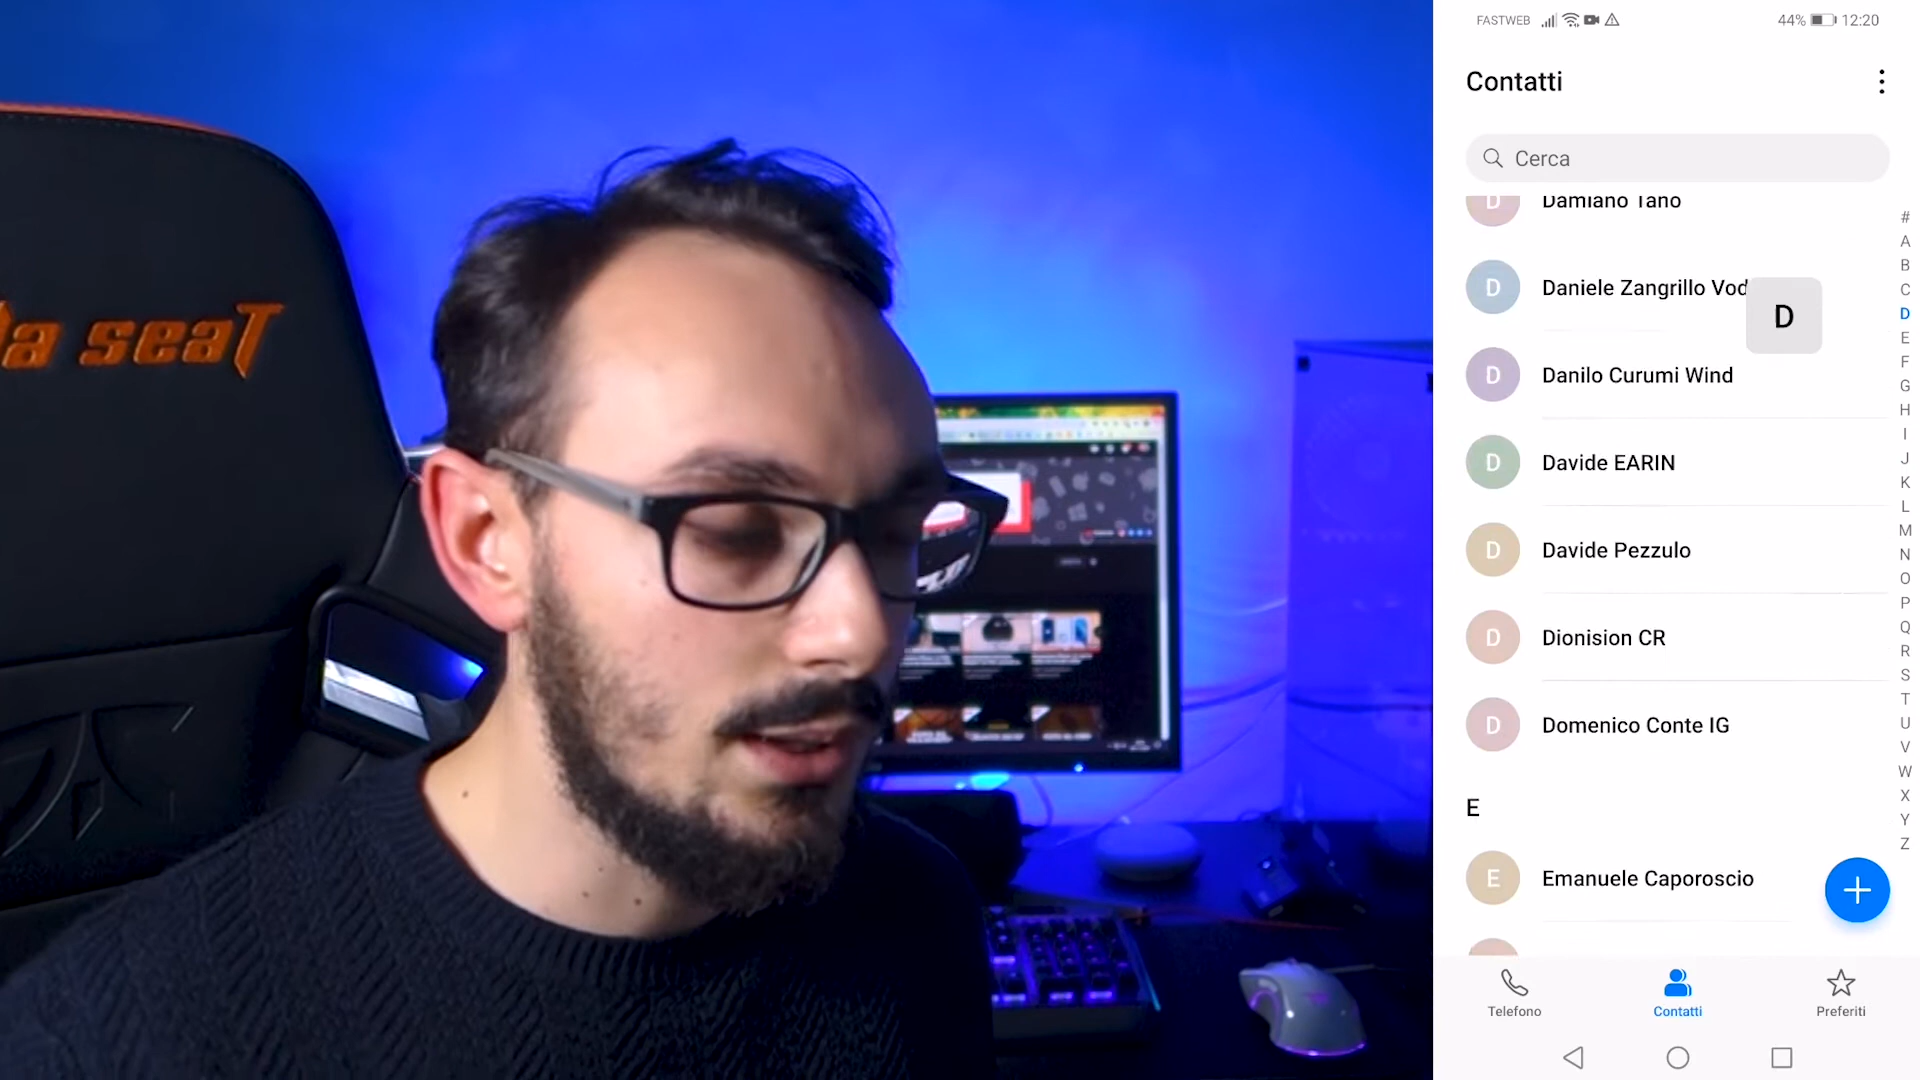 a seaT
FASTWEB
44%
12:20
Contatti
Cerca
D
Damiano Tano
D
Daniele Zangrillo Vod
D
D
Danilo Curumi Wind
D
Davide EARIN
D
Davide Pezzulo
D
Dionision CR
D
Domenico Conte IG
E
E
Emanuele Caporoscio
#
A
B
C
D
E
F
G
H
I
J
K
L
M
N
O
P
Q
R
S
T
U
V
W
X
Y
Z
Telefono
Contatti
Preferiti